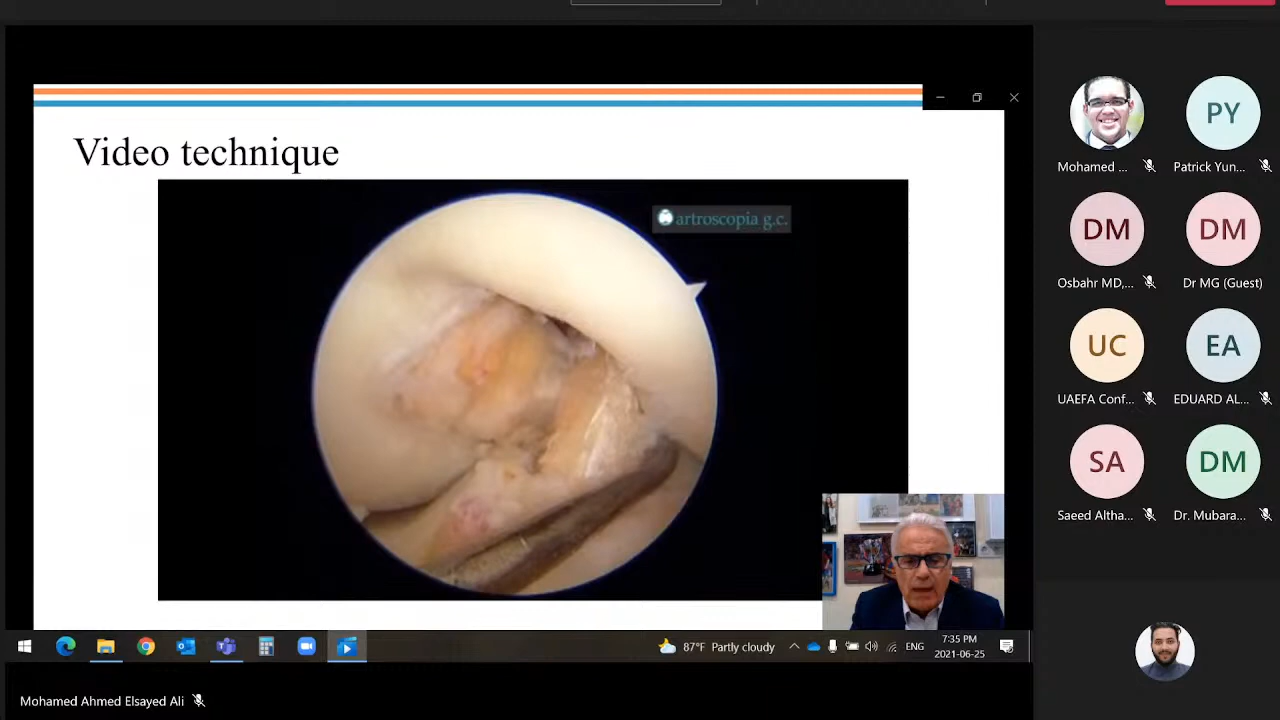 Video technique
artroscopia g.c.
Mohamed ...
PY
Patrick Yun...
DM
Osbahr MD,...
DM
Dr MG (Guest)
UC
UAEFA Conf...
EA
EDUARD AL...
SA
Saeed Altha...
DM
Dr. Mubara...
87°F Partly cloudy
ENG
7:35 PM
2021-06-25
Mohamed Ahmed Elsayed Ali